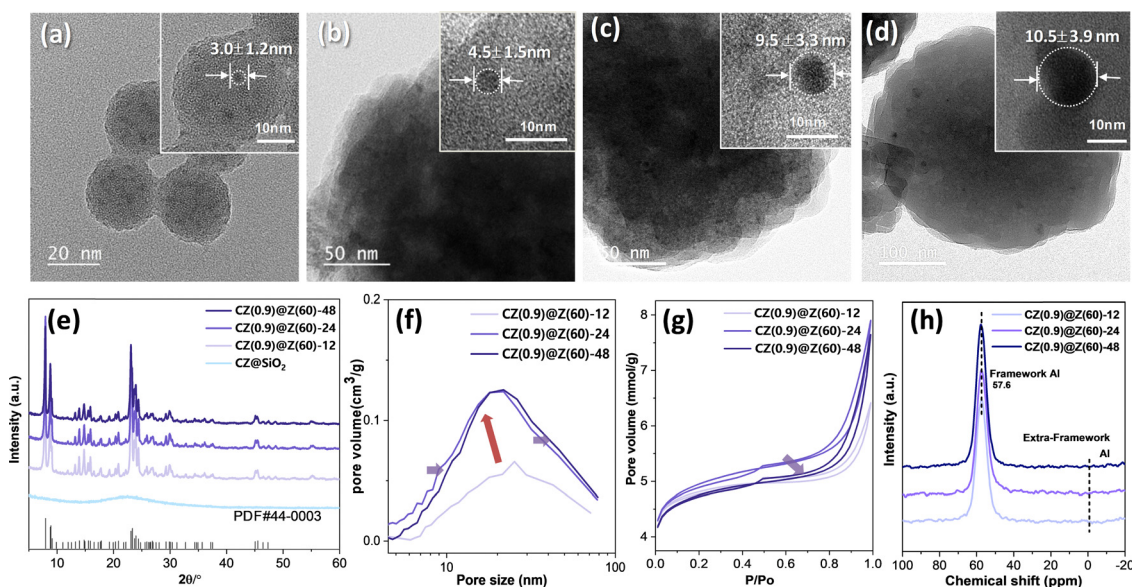 (a)
3.0±1.2nm
10nm
20 nm
(b)
4.5±1.5nm
10nm
50 nm
(c)
9.5±3.3 nm
10nm
50 nm
(d)
10.5±3.9 nm
10nm
100 nm
(e)
CZ(0.9)@Z(60)-48
CZ(0.9)@Z(60)-24
CZ(0.9)@Z(60)-12
CZ@SiO₂
PDF#44-0003
Intensity (a.u.)
10 20 30 40 50 60
2θ/°
(f)
CZ(0.9)@Z(60)-12
CZ(0.9)@Z(60)-24
CZ(0.9)@Z(60)-48
pore volume(cm³/g)
0.2
0.1
0.0
10 100
Pore size (nm)
(g)
CZ(0.9)@Z(60)-12
CZ(0.9)@Z(60)-24
CZ(0.9)@Z(60)-48
Pore volume (mmol/g)
8
7
6
5
4
0.0 0.2 0.4 0.6 0.8 1.0
P/Po
(h)
CZ(0.9)@Z(60)-12
CZ(0.9)@Z(60)-24
CZ(0.9)@Z(60)-48
Framework Al
57.6
Extra-Framework
Al
Intensity (a.u.)
100 80 60 40 20 0 -20
Chemical shift (ppm)